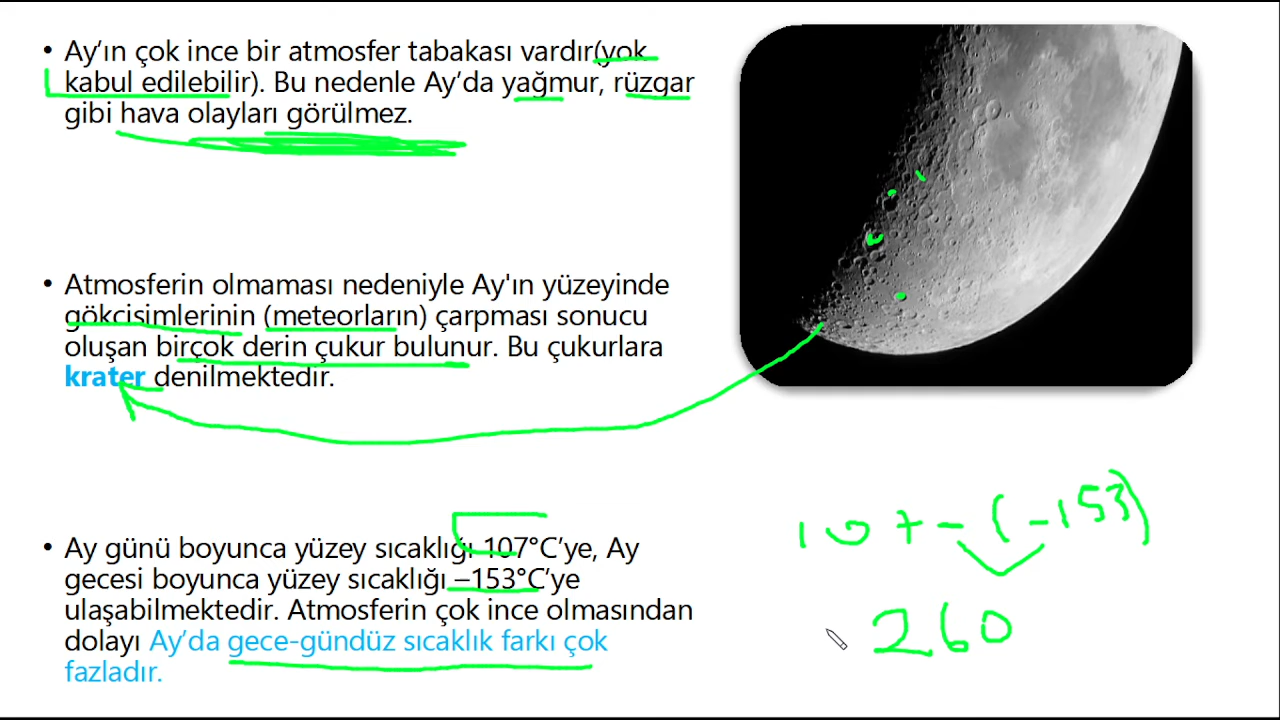 • Ay’ın çok ince bir atmosfer tabakası vardır(yok
kabul edilebilir). Bu nedenle Ay’da yağmur, rüzgar
gibi hava olayları görülmez.
• Atmosferin olmaması nedeniyle Ay'ın yüzeyinde
gökcisimlerinin (meteorların) çarpması sonucu
oluşan birçok derin çukur bulunur. Bu çukurlara
krater denilmektedir.
• Ay günü boyunca yüzey sıcaklığı 107°C’ye, Ay
gecesi boyunca yüzey sıcaklığı –153°C’ye
ulaşabilmektedir. Atmosferin çok ince olmasından
dolayı Ay’da gece-gündüz sıcaklık farkı çok
fazladır.
107 - (-153)
260